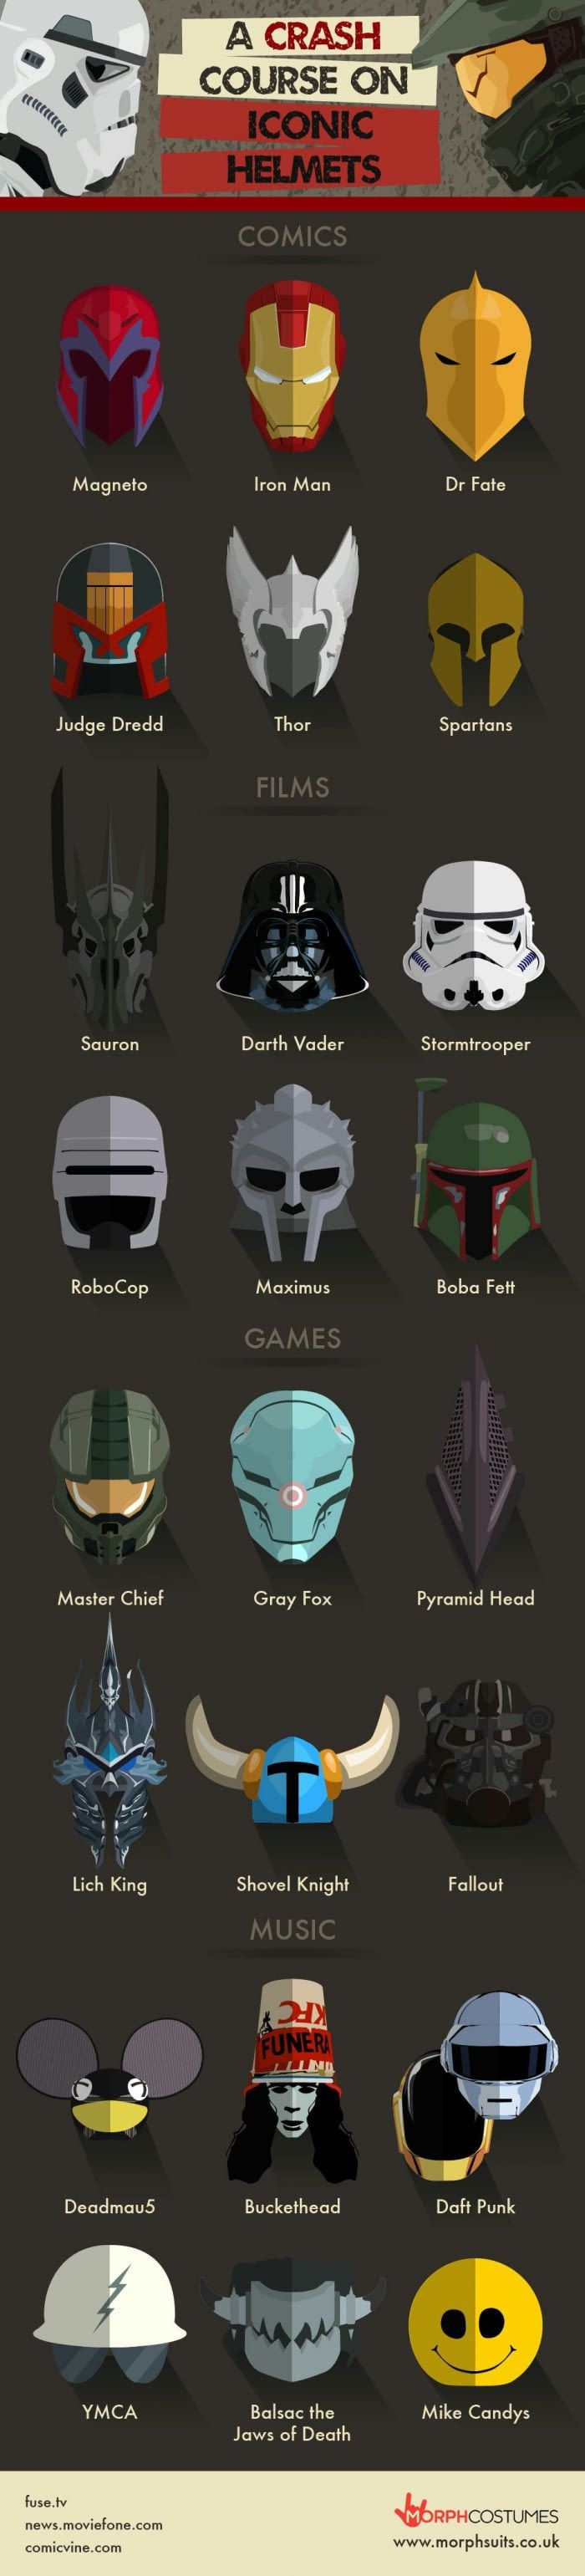 A CRASH
COURSE ON
ICONIC
HELMETS
COMICS
Magneto
Iron Man
Dr Fate
Judge Dredd
Thor
Spartans
FILMS
Sauron
Darth Vader
Stormtrooper
RoboCop
Maximus
Boba Fett
GAMES
Master Chief
Gray Fox
Pyramid Head
Lich King
Shovel Knight
Fallout
MUSIC
KFC
FUNERA
Deadmau5
Buckethead
Daft Punk
YMCA
Balsac the
Jaws of Death
Mike Candys
fuse.tv
news.moviefone.com
comicvine.com
MORPHCOSTUMES
www.morphsuits.co.uk